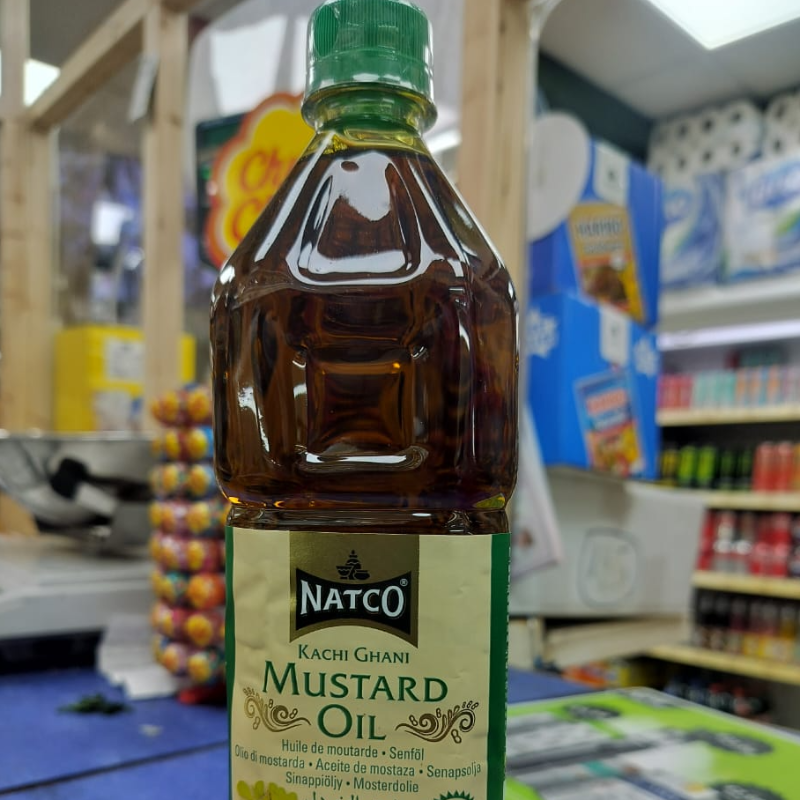 NATCO®
KACHI GHANI
MUSTARD
OIL
Huile de moutarde • Senföl
Olio di mostarda • Aceite de mostaza • Senapsolja
Sinappiöljy • Mosterdolie